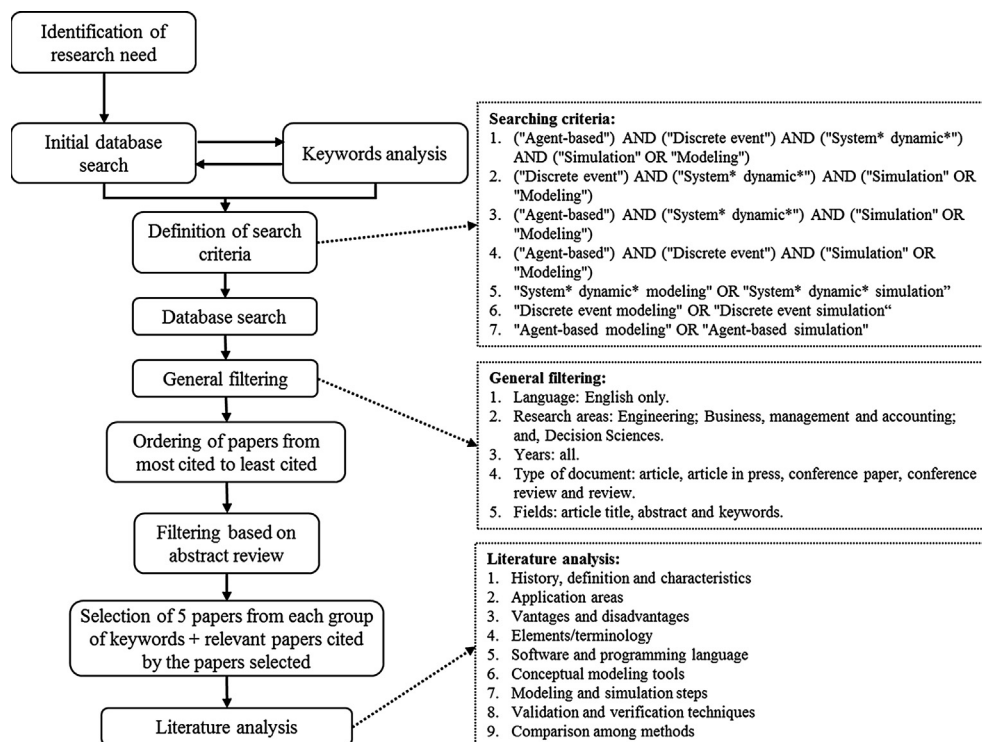 Identification of
research need
Initial database
search
Keywords analysis
Definition of search
criteria
Database search
General filtering
Ordering of papers from
most cited to least cited
Filtering based on
abstract review
Selection of 5 papers from each group
of keywords + relevant papers cited
by the papers selected
Literature analysis
Searching criteria:
1. ("Agent-based") AND ("Discrete event") AND ("System* dynamic*")
AND ("Simulation" OR "Modeling")
2. ("Discrete event") AND ("System* dynamic*") AND ("Simulation" OR
"Modeling")
3. ("Agent-based") AND ("System* dynamic*") AND ("Simulation" OR
"Modeling")
4. ("Agent-based") AND ("Discrete event") AND ("Simulation" OR
"Modeling")
5. "System* dynamic* modeling" OR "System* dynamic* simulation”
6. "Discrete event modeling" OR "Discrete event simulation“
7. "Agent-based modeling" OR "Agent-based simulation"
General filtering:
1. Language: English only.
2. Research areas: Engineering; Business, management and accounting;
and, Decision Sciences.
3. Years: all.
4. Type of document: article, article in press, conference paper, conference
review and review.
5. Fields: article title, abstract and keywords.
Literature analysis:
1. History, definition and characteristics
2. Application areas
3. Vantages and disadvantages
4. Elements/terminology
5. Software and programming language
6. Conceptual modeling tools
7. Modeling and simulation steps
8. Validation and verification techniques
9. Comparison among methods